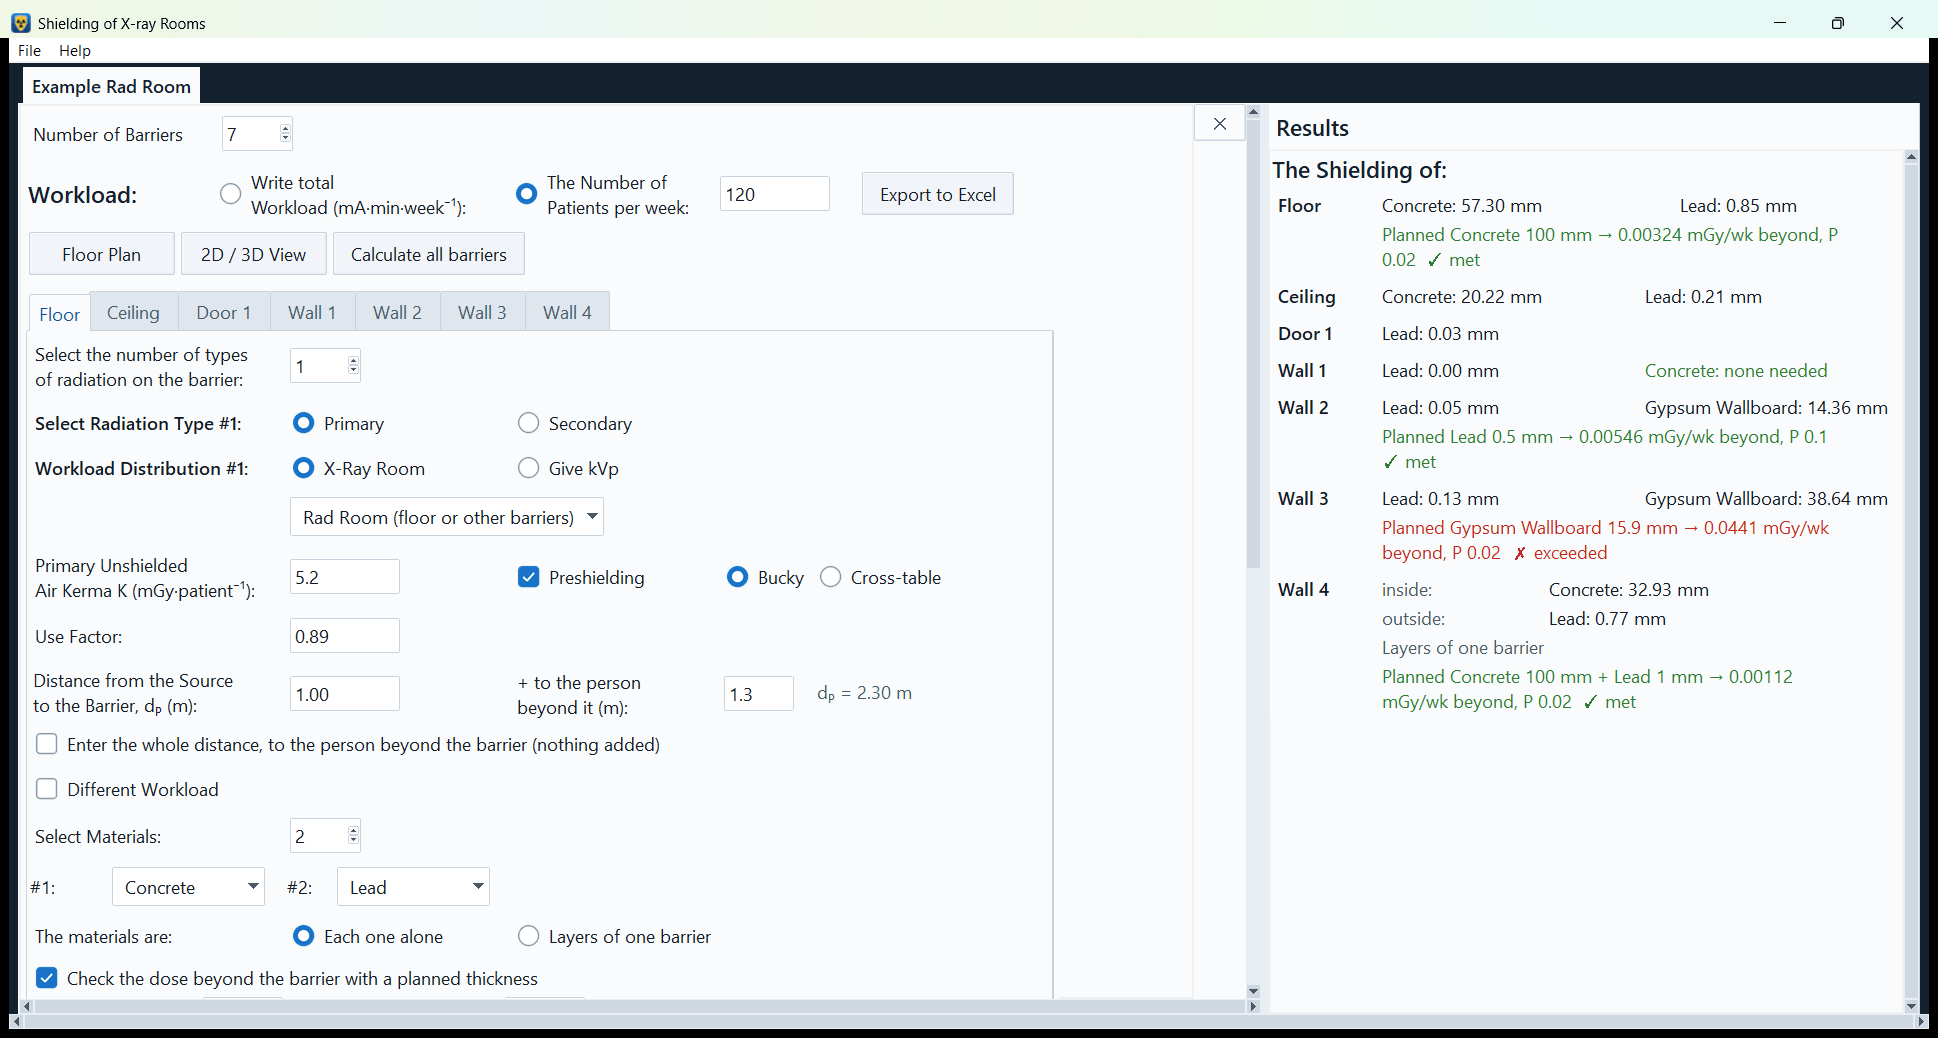 Shielding of X-ray Rooms
File Help
Example Rad Room
Number of Barriers 7
Workload: Write total Workload (mA·min·week⁻¹): The Number of Patients per week: 120 Export to Excel
Floor Plan 2D / 3D View Calculate all barriers
Floor Ceiling Door 1 Wall 1 Wall 2 Wall 3 Wall 4
Select the number of types of radiation on the barrier: 1
Select Radiation Type #1: Primary Secondary
Workload Distribution #1: X-Ray Room Give kVp
Rad Room (floor or other barriers)
Primary Unshielded Air Kerma K (mGy·patient⁻¹): 5.2 Preshielding Bucky Cross-table
Use Factor: 0.89
Distance from the Source to the Barrier, dₚ (m): 1.00 + to the person beyond it (m): 1.3 dₚ = 2.30 m
Enter the whole distance, to the person beyond the barrier (nothing added)
Different Workload
Select Materials: 2
#1: Concrete #2: Lead
The materials are: Each one alone Layers of one barrier
Check the dose beyond the barrier with a planned thickness
Results
The Shielding of:
Floor Concrete: 57.30 mm Lead: 0.85 mm
Planned Concrete 100 mm → 0.00324 mGy/wk beyond, P
0.02 ✓ met
Ceiling Concrete: 20.22 mm Lead: 0.21 mm
Door 1 Lead: 0.03 mm
Wall 1 Lead: 0.00 mm Concrete: none needed
Wall 2 Lead: 0.05 mm Gypsum Wallboard: 14.36 mm
Planned Lead 0.5 mm → 0.00546 mGy/wk beyond, P 0.1
✓ met
Wall 3 Lead: 0.13 mm Gypsum Wallboard: 38.64 mm
Planned Gypsum Wallboard 15.9 mm → 0.0441 mGy/wk
beyond, P 0.02 ✗ exceeded
Wall 4 inside: Concrete: 32.93 mm
outside: Lead: 0.77 mm
Layers of one barrier
Planned Concrete 100 mm + Lead 1 mm → 0.00112
mGy/wk beyond, P 0.02 ✓ met